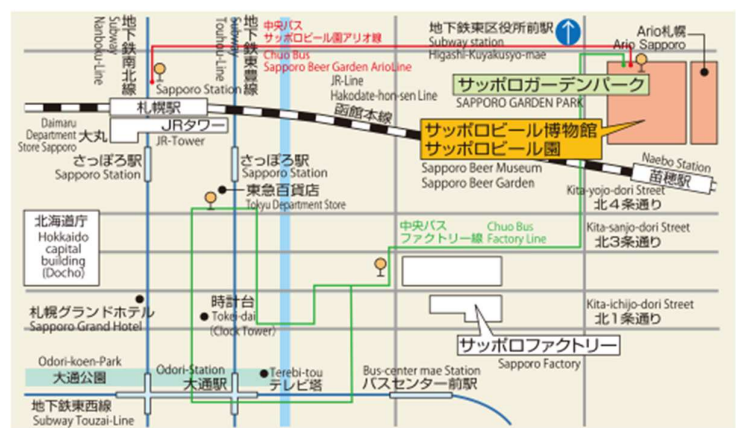 地下鉄南北線
Subway
Nanboku-Line
地下鉄東豊線
Subway
Touhou-Line
中央バス
サッポロビール園アリオ線
Chuo Bus
Sapporo Beer Garden ArioLine
地下鉄東区役所前駅
Subway station
Higashi-Kuyakusyo-mae
Ario札幌
Ario Sapporo
Sapporo Station
JR-Line
Hakodate-hon-sen Line
函館本線
サッポロガーデンパーク
SAPPORO GARDEN PARK
札幌駅
JRタワー
JR-Tower
Daimaru
Department
Store Sapporo
大丸
サッポロビール博物館
サッポロビール園
Sapporo Beer Museum
Sapporo Beer Garden
Naebo Station
苗穂駅
さっぽろ駅
Sapporo Station
さっぽろ駅
Sapporo Station
東急百貨店
Tokyu Department Store
Kita-yojo-dori Street
北4条通り
北海道庁
Hokkaido
capital
building
(Docho)
中央バス
ファクトリー線
Chuo Bus
Factory Line
Kita-sanjo-dori Street
北3条通り
札幌グランドホテル
Sapporo Grand Hotel
時計台
Tokei-dai
(Clock Tower)
Kita-ichijo-dori Street
北1条通り
サッポロファクトリー
Sapporo Factory
Odori-koen-Park
大通公園
Odori-Station
大通駅
Terebi-tou
テレビ塔
Bus-center mae Station
バスセンター前駅
地下鉄東西線
Subway Touzai-Line